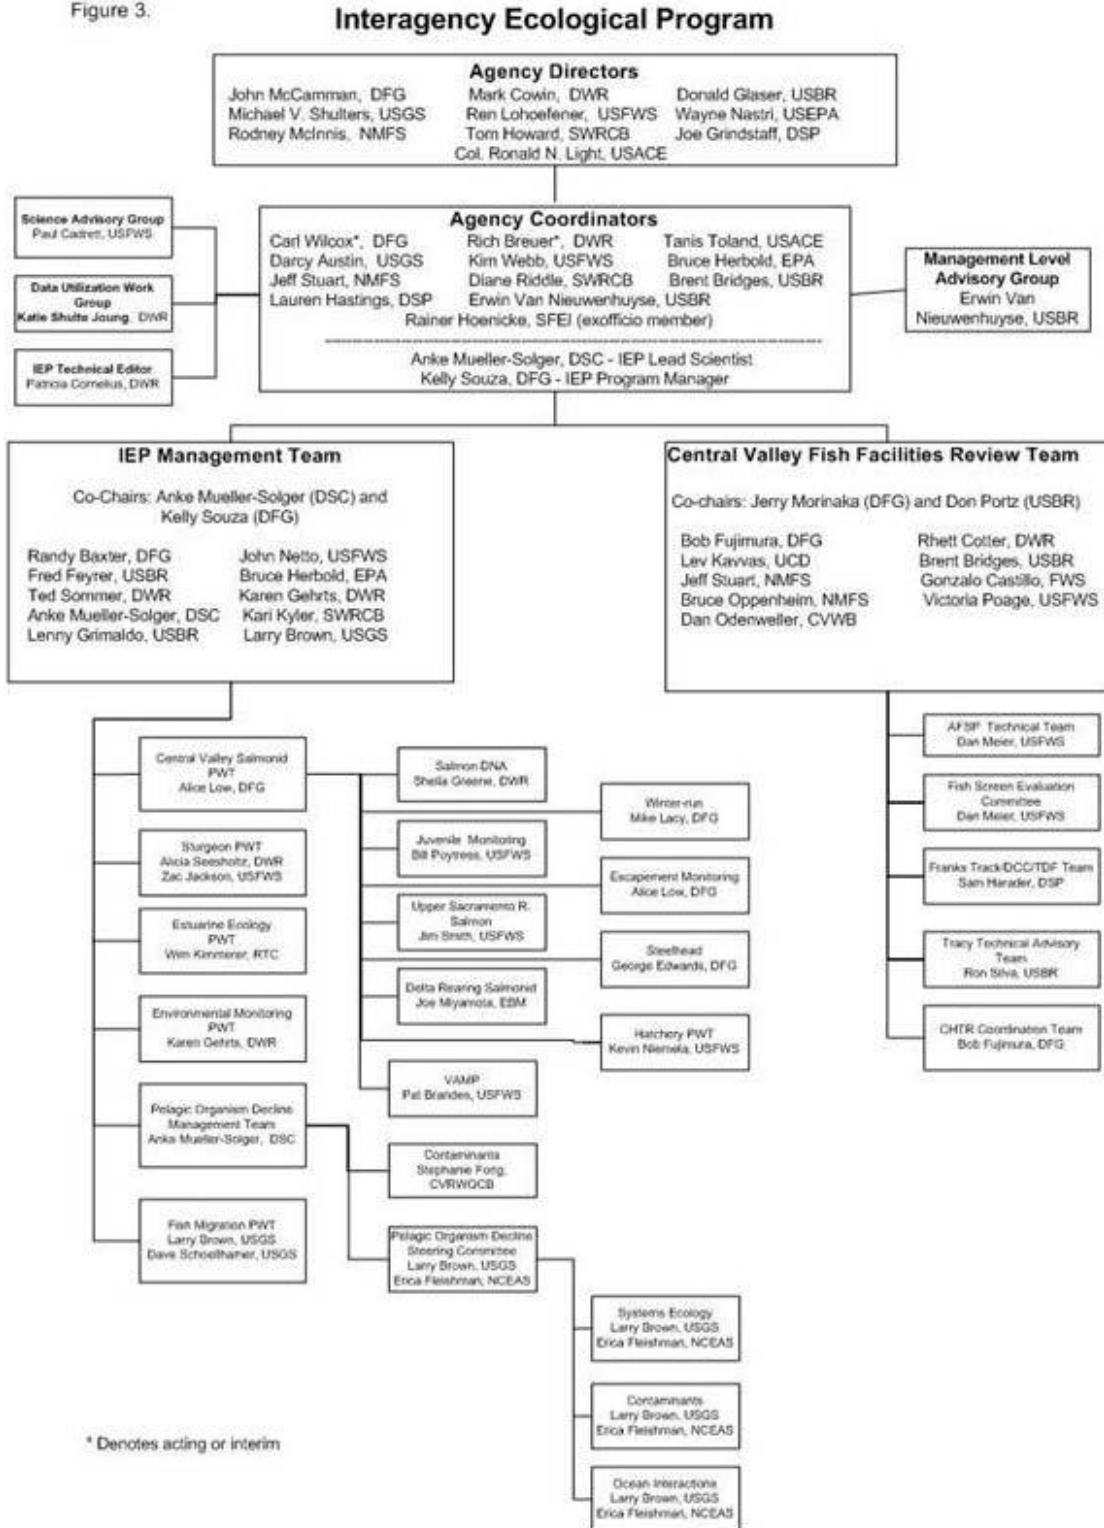 Figure 3.
Interagency Ecological Program
Agency Directors
John McCamman, DFG Mark Cowin, DWR Donald Glaser, USBR
Michael V. Shulters, USGS Ren Lohoefener, USFWS Wayne Nastri, USEPA
Rodney McInnis, NMFS Tom Howard, SWRCB Joe Grindstaff, DSP
Col. Ronald N. Light, USACE
Science Advisory Group
Paul Cadrett, USFWS
Data Utilization Work
Group
Katie Shulte Joung, DWR
IEP Technical Editor
Patricia Cornelius, DWR
Agency Coordinators
Carl Wilcox*, DFG Rich Breuer*, DWR Tanis Toland, USACE
Darcy Austin, USGS Kim Webb, USFWS Bruce Herbold, EPA
Jeff Stuart, NMFS Diane Riddle, SWRCB Brent Bridges, USBR
Lauren Hastings, DSP Erwin Van Nieuwenhuyse, USBR
Rainer Hoenicke, SFEI (exofficio member)
Anke Mueller-Solger, DSC - IEP Lead Scientist
Kelly Souza, DFG - IEP Program Manager
Management Level
Advisory Group
Erwin Van
Nieuwenhuyse, USBR
IEP Management Team
Co-Chairs: Anke Mueller-Solger (DSC) and
Kelly Souza (DFG)
Randy Baxter, DFG John Netto, USFWS
Fred Feyrer, USBR Bruce Herbold, EPA
Ted Sommer, DWR Karen Gehrts, DWR
Anke Mueller-Solger, DSC Kari Kyler, SWRCB
Lenny Grimaldo, USBR Larry Brown, USGS
Central Valley Fish Facilities Review Team
Co-chairs: Jerry Morinaka (DFG) and Don Portz (USBR)
Bob Fujimura, DFG Rhett Cotter, DWR
Lev Kavvas, UCD Brent Bridges, USBR
Jeff Stuart, NMFS Gonzalo Castillo, FWS
Bruce Oppenheim, NMFS Victoria Poage, USFWS
Dan Odenweller, CVWB
Central Valley Salmonid
PWT
Alice Low, DFG
Sturgeon PWT
Alicia Seesholtz, DWR
Zac Jackson, USFWS
Estuarine Ecology
PWT
Wim Kimmerer, RTC
Environmental Monitoring
PWT
Karen Gehrts, DWR
Pelagic Organism Decline
Management Team
Anke Mueller-Solger, DSC
Fish Migration PWT
Larry Brown, USGS
Dave Schoellhamer, USGS
Salmon DNA
Sheila Greene, DWR
Juvenile Monitoring
Bill Poytress, USFWS
Upper Sacramento R.
Salmon
Jim Smith, USFWS
Delta Rearing Salmonid
Joe Miyamota, EBM
VAMP
Pat Brandes, USFWS
Contaminants
Stephanie Fong,
CVRWQCB
Pelagic Organism Decline
Steering Committee
Larry Brown, USGS
Erica Fleishman, NCEAS
Winter-run
Mike Lacy, DFG
Escapement Monitoring
Alice Low, DFG
Steelhead
George Edwards, DFG
Hatchery PWT
Kevin Niemela, USFWS
Systems Ecology
Larry Brown, USGS
Erica Fleishman, NCEAS
Contaminants
Larry Brown, USGS
Erica Fleishman, NCEAS
Ocean Interactions
Larry Brown, USGS
Erica Fleishman, NCEAS
AFSP Technical Team
Dan Meier, USFWS
Fish Screen Evaluation
Committee
Dan Meier, USFWS
Franks Track/DCC/TDF Team
Sam Harader, DSP
Tracy Technical Advisory
Team
Ron Silva, USBR
CHTR Coordination Team
Bob Fujimura, DFG
* Denotes acting or interim